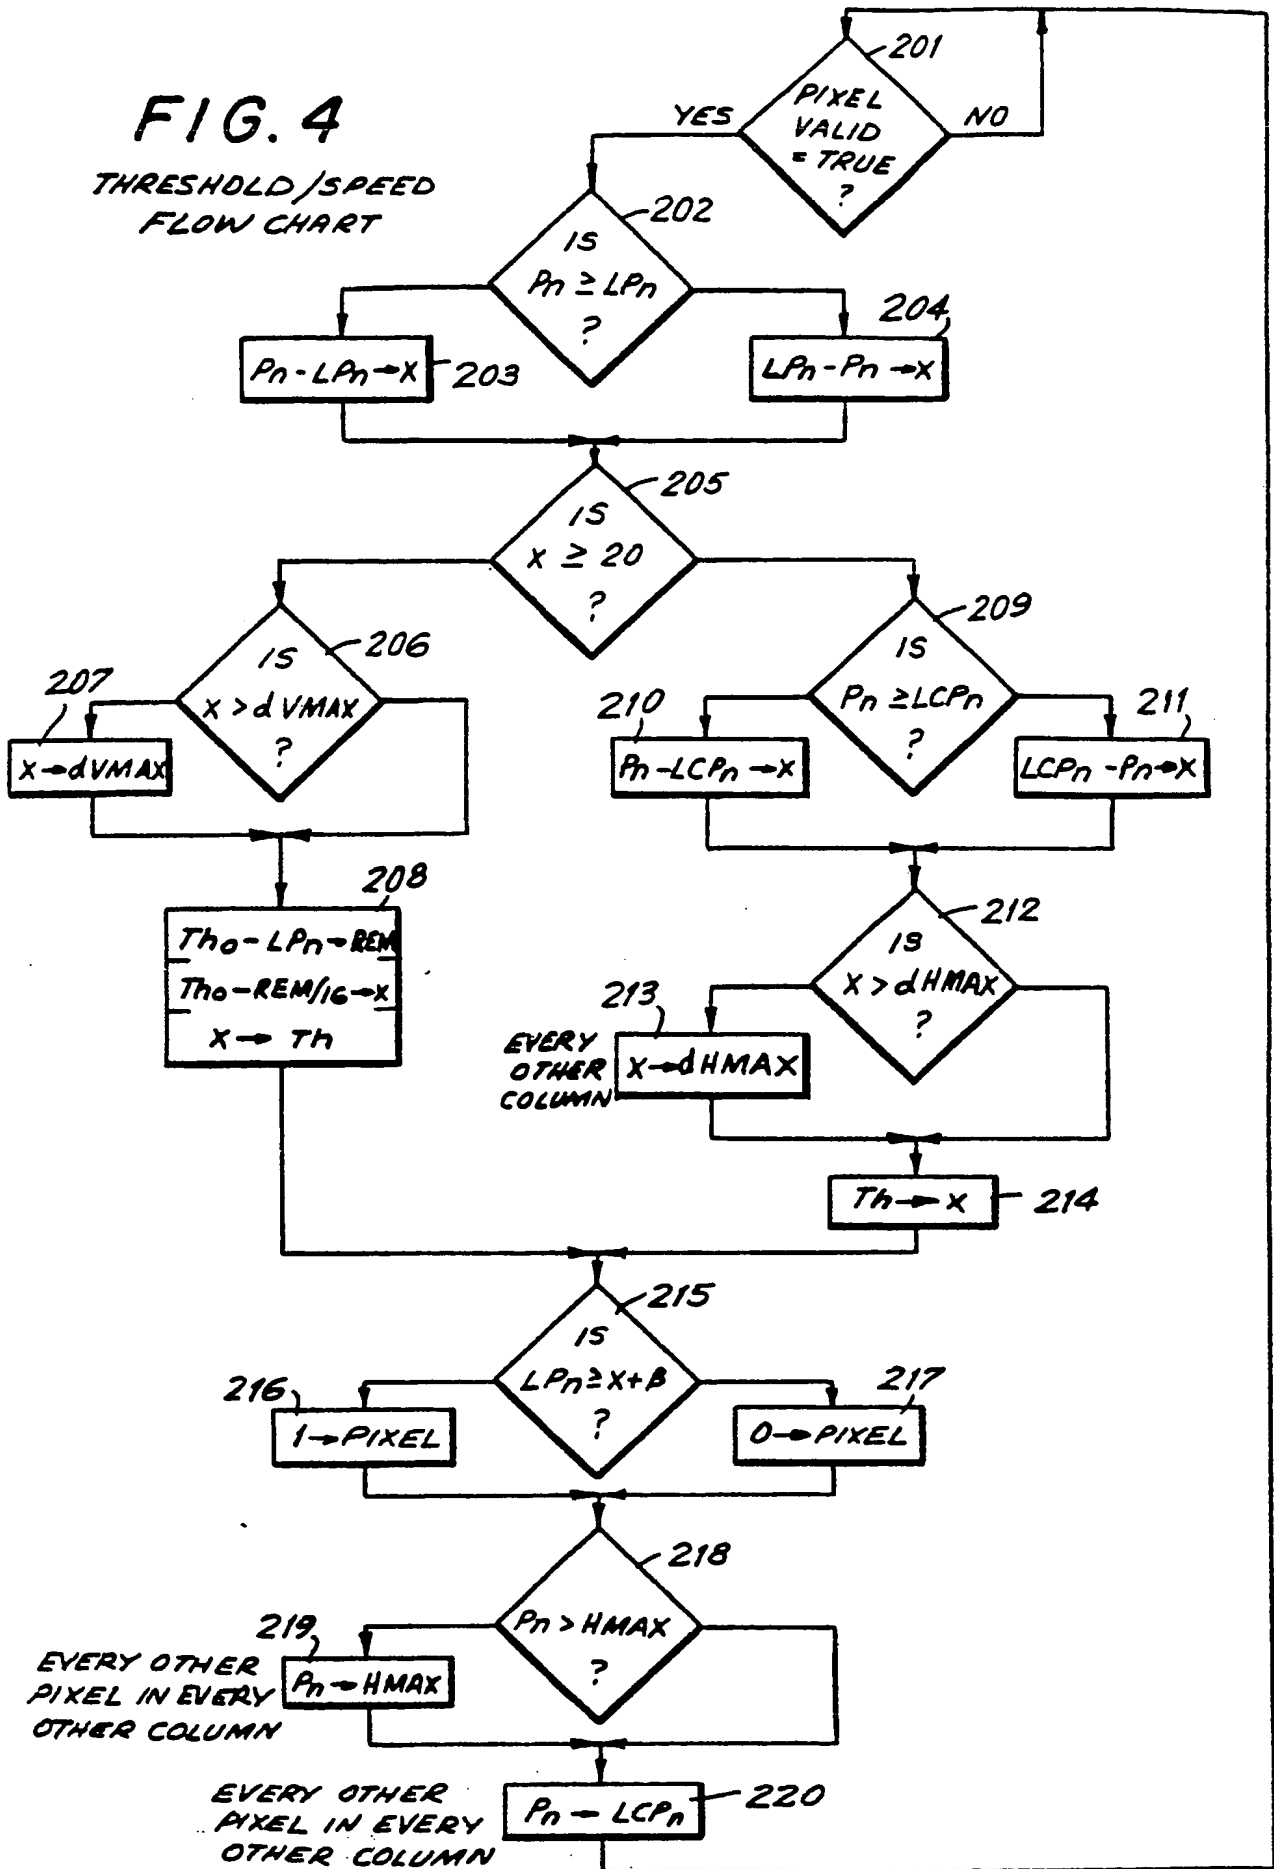 FIG. 4
THRESHOLD/SPEED
FLOW CHART
201
PIXEL
VALID
= TRUE
?
YES
NO
202
IS
Pn ≥ LPn
?
Pn - LPn → X
203
204
LPn - Pn → X
205
IS
X ≥ 20
?
206
IS
X > dVMAX
?
207
X → dVMAX
208
Tho - LPn → REM
Tho - REM/16 → X
X → Th
209
IS
Pn ≥ LCPn
?
210
Pn - LCPn → X
211
LCPn - Pn → X
212
IS
X > dHMAX
?
213
X → dHMAX
EVERY
OTHER
COLUMN
Th → X
214
215
IS
LPn ≥ X + β
?
216
1 → PIXEL
217
0 → PIXEL
218
Pn > HMAX
?
219
Pn → HMAX
EVERY OTHER
PIXEL IN EVERY
OTHER COLUMN
Pn → LCPn
220
EVERY OTHER
PIXEL IN EVERY
OTHER COLUMN